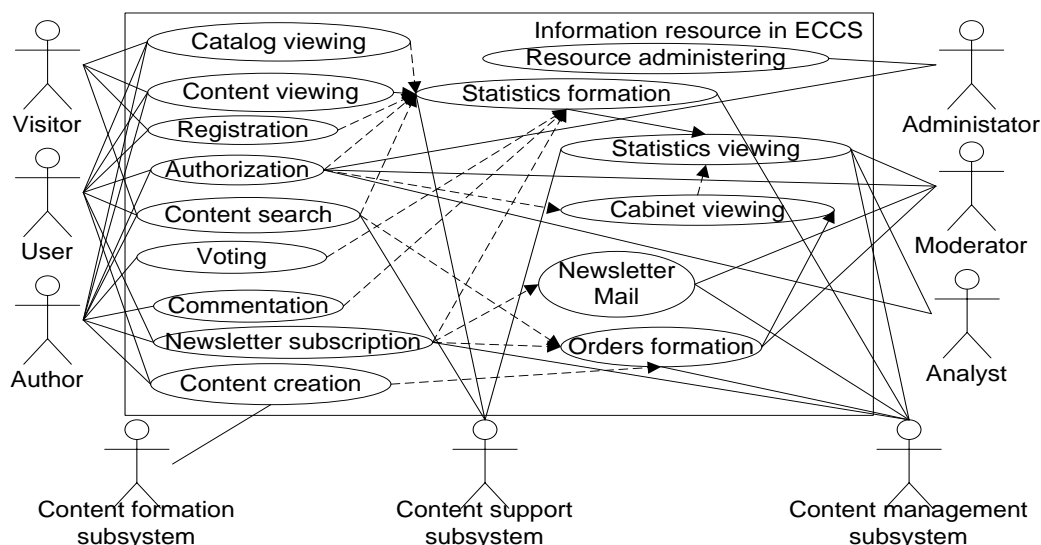 Information resource in ECCS
Catalog viewing
Resource administering
Content viewing
Statistics formation
Visitor
Registration
Administator
Authorization
Statistics viewing
Content search
Cabinet viewing
User
Voting
Moderator
Newsletter
Mail
Commentation
Newsletter subscription
Orders formation
Author
Content creation
Analyst
Content formation
subsystem
Content support
subsystem
Content management
subsystem